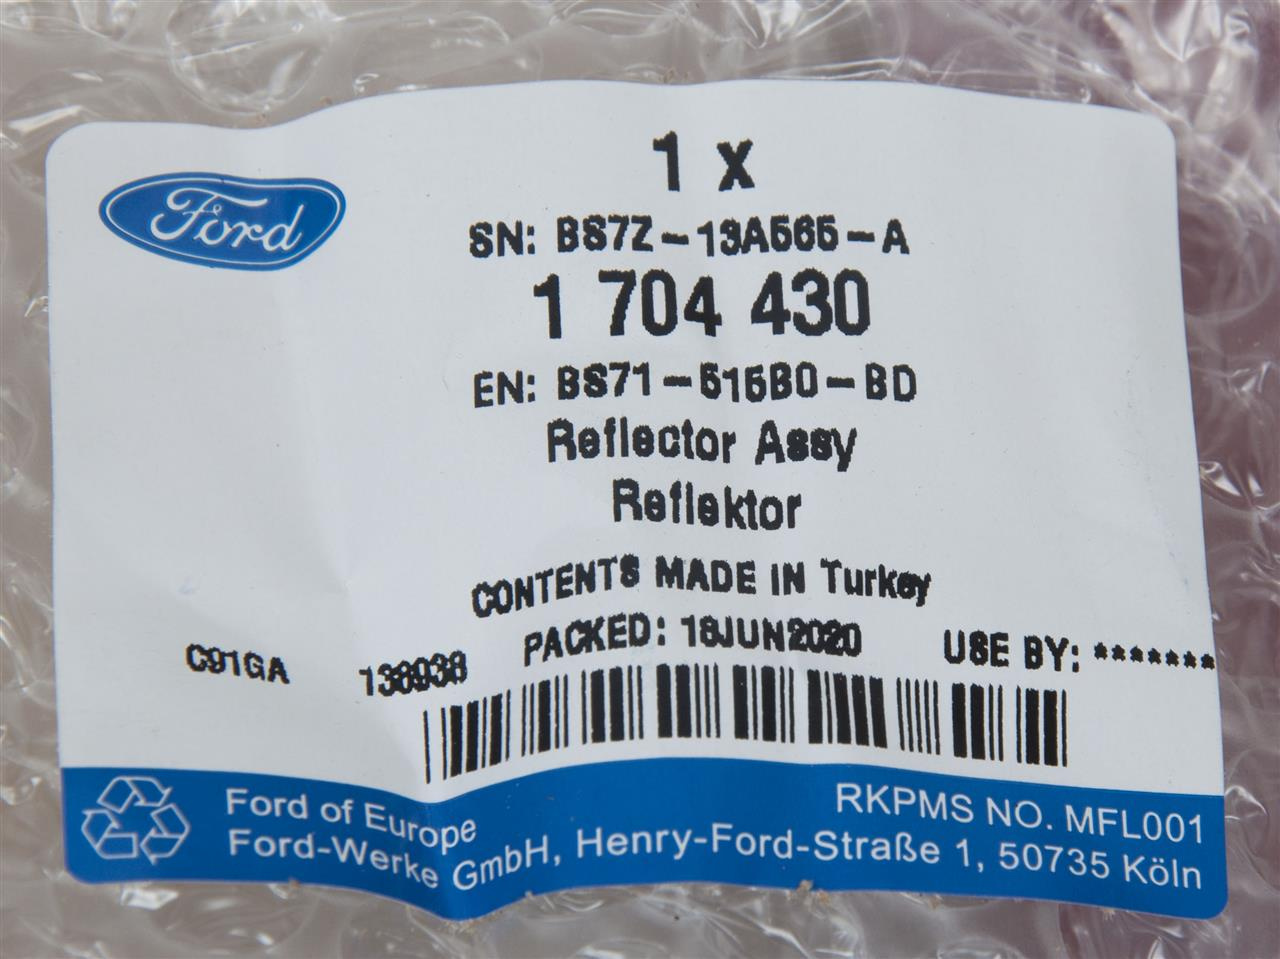 Ford
1 x
SN: BS7Z-13A565-A
1 704 430
EN: BS71-515B0-BD
Reflector Assy
Reflektor
CONTENTS MADE IN Turkey
PACKED: 18JUN2020 USE BY: *******
C91GA 138938
RKPMS NO. MFL001
Ford of Europe
Ford-Werke GmbH, Henry-Ford-Straße 1, 50735 Köln